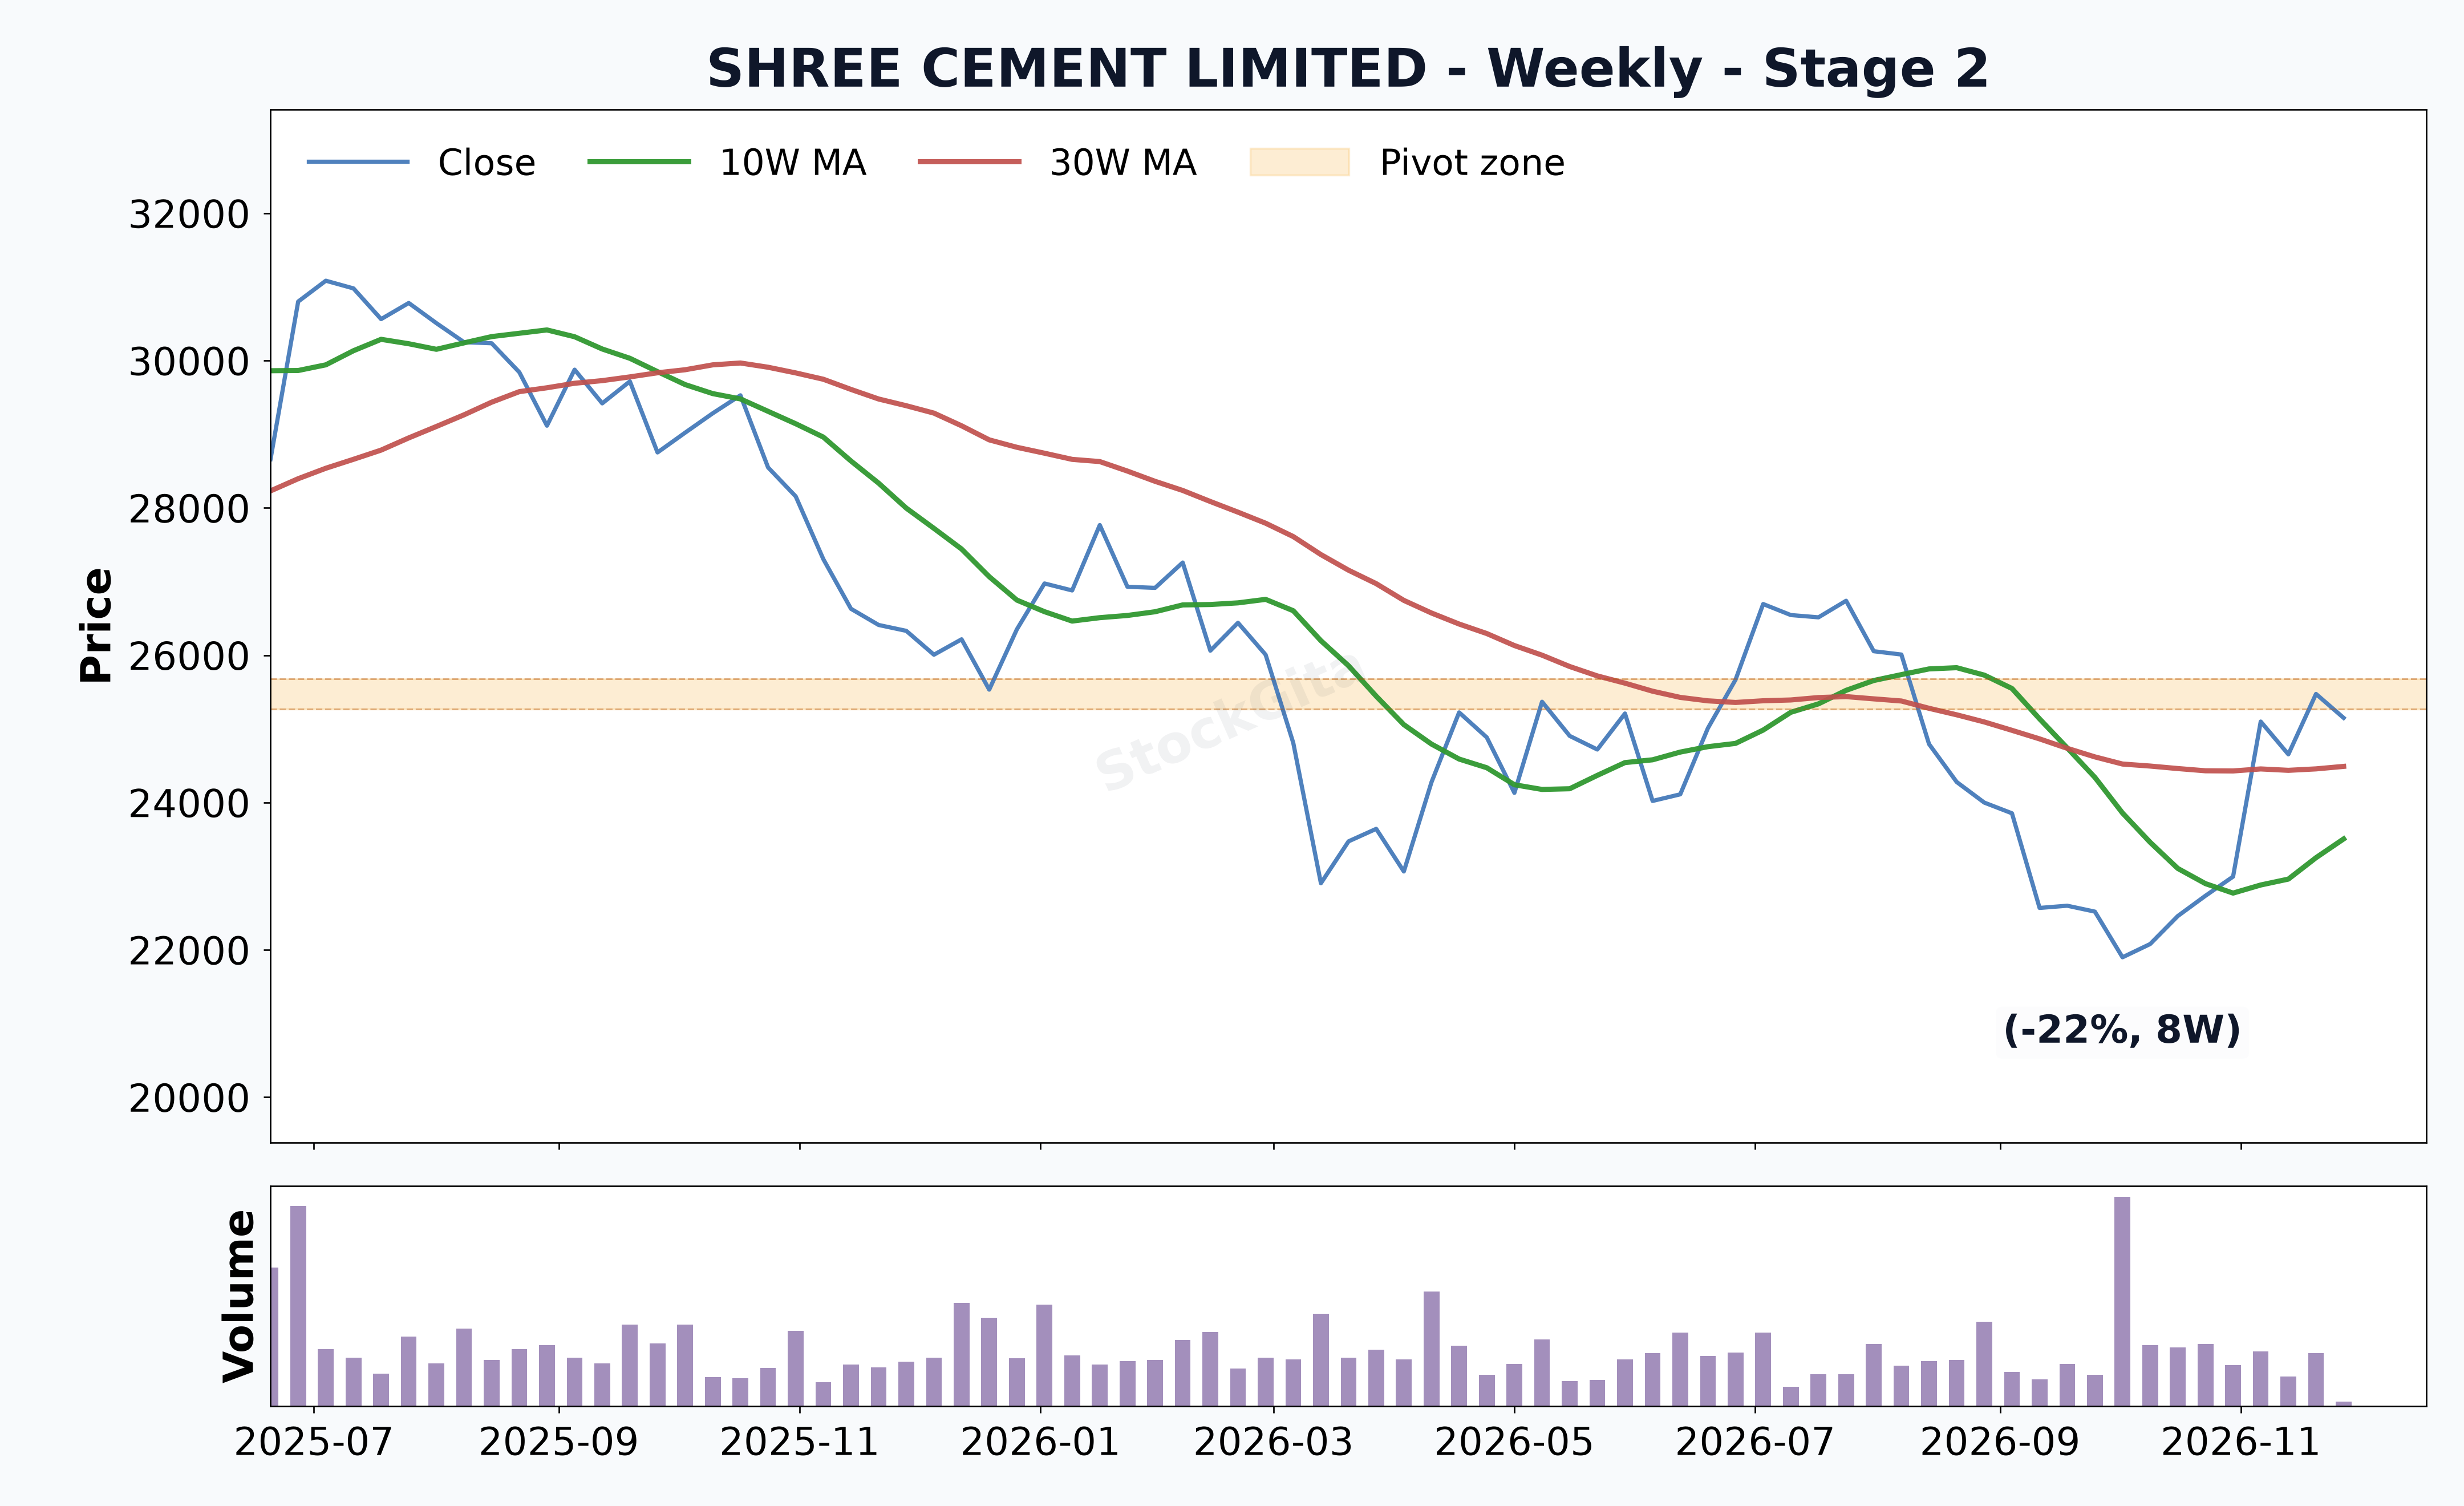 SHREE CEMENT LIMITED - Weekly - Stage 2
Close 10W MA 30W MA Pivot zone
32000
30000
28000
26000
24000
22000
20000
Price
StockGita
(-22%, 8W)
Volume
2025-07 2025-09 2025-11 2026-01 2026-03 2026-05 2026-07 2026-09 2026-11